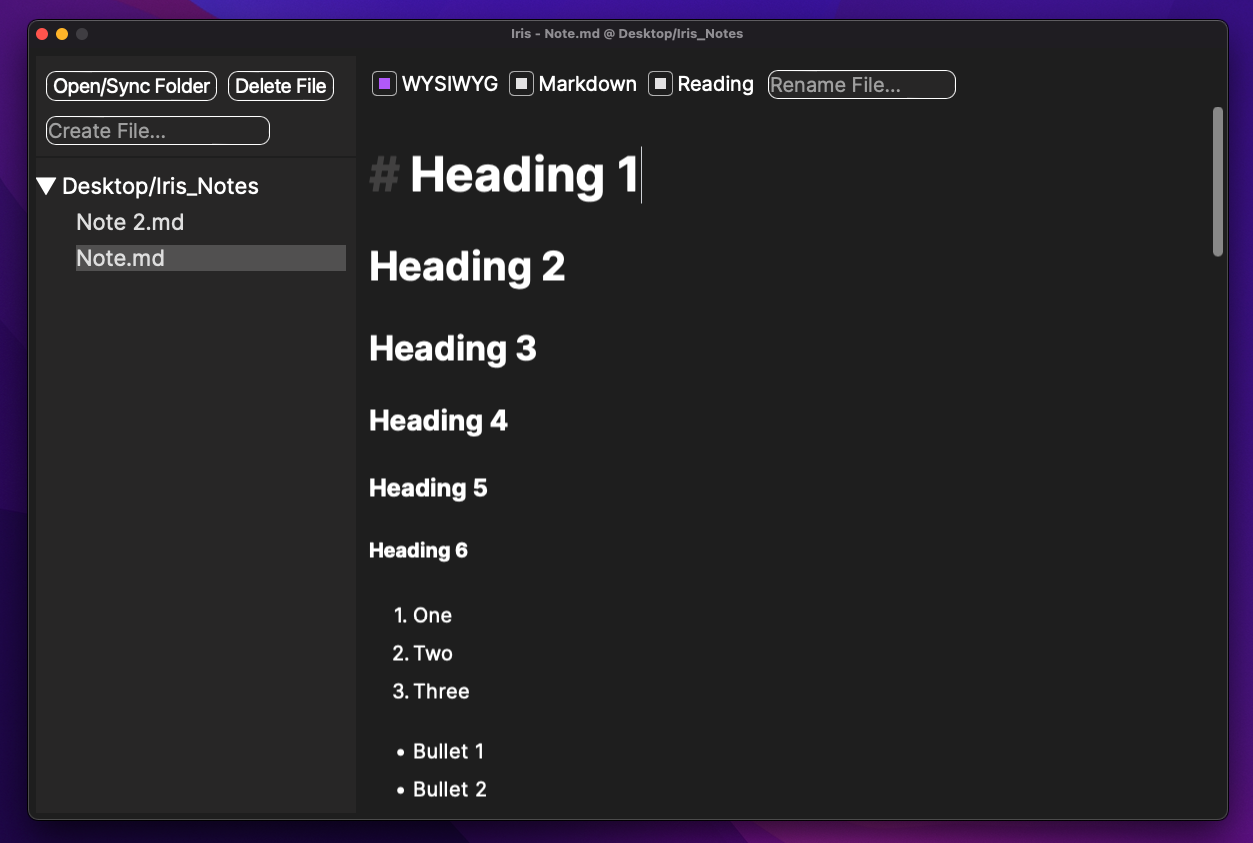 Iris - Note.md @ Desktop/Iris_Notes
Open/Sync Folder Delete File
Create File...
Desktop/Iris_Notes
Note 2.md
Note.md
WYSIWYG Markdown Reading Rename File...
# Heading 1
Heading 2
Heading 3
Heading 4
Heading 5
Heading 6
1. One
2. Two
3. Three
• Bullet 1
• Bullet 2